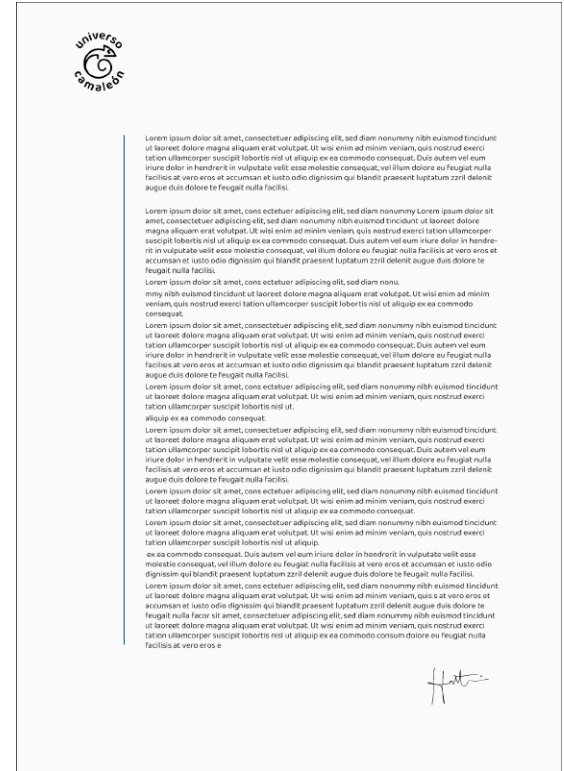 universo
camaleón
Lorem ipsum dolor sit amet, consectetuer adipiscing elit, sed diam nonummy nibh euismod tincidunt
ut laoreet dolore magna aliquam erat volutpat. Ut wisi enim ad minim veniam, quis nostrud exerci
tation ullamcorper suscipit lobortis nisl ut aliquip ex ea commodo consequat. Duis autem vel eum
iriure dolor in hendrerit in vulputate velit esse molestie consequat, vel illum dolore eu feugiat nulla
facilisis at vero eros et accumsan et iusto odio dignissim qui blandit praesent luptatum zzril delenit
augue duis dolore te feugait nulla facilisi.
Lorem ipsum dolor sit amet, cons ectetuer adipiscing elit, sed diam nonummy Lorem ipsum dolor sit
amet, consectetuer adipiscing elit, sed diam nonummy nibh euismod tincidunt ut laoreet dolore
magna aliquam erat volutpat. Ut wisi enim ad minim veniam, quis nostrud exerci tation ullamcorper
suscipit lobortis nisl ut aliquip ex ea commodo consequat. Duis autem vel eum iriure dolor in hendre-
rit in vulputate velit esse molestie consequat, vel illum dolore eu feugiat nulla facilisis at vero eros et
accumsan et iusto odio dignissim qui blandit praesent luptatum zzril delenit augue duis dolore te
feugait nulla facilisi.
Lorem ipsum dolor sit amet, cons ectetuer adipiscing elit, sed diam nonu.
mmy nibh euismod tincidunt ut laoreet dolore magna aliquam erat volutpat. Ut wisi enim ad minim
veniam, quis nostrud exerci tation ullamcorper suscipit lobortis nisl ut aliquip ex ea commodo
consequat.
Lorem ipsum dolor sit amet, consectetuer adipiscing elit, sed diam nonummy nibh euismod tincidunt
ut laoreet dolore magna aliquam erat volutpat. Ut wisi enim ad minim veniam, quis nostrud exerci
tation ullamcorper suscipit lobortis nisl ut aliquip ex ea commodo consequat. Duis autem vel eum
iriure dolor in hendrerit in vulputate velit esse molestie consequat, vel illum dolore eu feugiat nulla
facilisis at vero eros et accumsan et iusto odio dignissim qui blandit praesent luptatum zzril delenit
augue duis dolore te feugait nulla facilisi.
Lorem ipsum dolor sit amet, cons ectetuer adipiscing elit, sed diam nonummy nibh euismod tincidunt
ut laoreet dolore magna aliquam erat volutpat. Ut wisi enim ad minim veniam, quis nostrud exerci
tation ullamcorper suscipit lobortis nisl ut.
aliquip ex ea commodo consequat.
Lorem ipsum dolor sit amet, consectetuer adipiscing elit, sed diam nonummy nibh euismod tincidunt
ut laoreet dolore magna aliquam erat volutpat. Ut wisi enim ad minim veniam, quis nostrud exerci
tation ullamcorper suscipit lobortis nisl ut aliquip ex ea commodo consequat. Duis autem vel eum
iriure dolor in hendrerit in vulputate velit esse molestie consequat, vel illum dolore eu feugiat nulla
facilisis at vero eros et accumsan et iusto odio dignissim qui blandit praesent luptatum zzril delenit
augue duis dolore te feugait nulla facilisi.
Lorem ipsum dolor sit amet, cons ectetuer adipiscing elit, sed diam nonummy nibh euismod tincidunt
ut laoreet dolore magna aliquam erat volutpat. Ut wisi enim ad minim veniam, quis nostrud exerci
tation ullamcorper suscipit lobortis nisl ut aliquip ex ea commodo consequat.
Lorem ipsum dolor sit amet, consectetuer adipiscing elit, sed diam nonummy nibh euismod tincidunt
ut laoreet dolore magna aliquam erat volutpat. Ut wisi enim ad minim veniam, quis nostrud exerci
tation ullamcorper suscipit lobortis nisl ut aliquip.
ex ea commodo consequat. Duis autem vel eum iriure dolor in hendrerit in vulputate velit esse
molestie consequat, vel illum dolore eu feugiat nulla facilisis at vero eros et accumsan et iusto odio
dignissim qui blandit praesent luptatum zzril delenit augue duis dolore te feugait nulla facilisi.
Lorem ipsum dolor sit amet, cons ectetuer adipiscing elit, sed diam nonummy nibh euismod tincidunt
ut laoreet dolore magna aliquam erat volutpat. Ut wisi enim ad minim veniam, quis s at vero eros et
accumsan et iusto odio dignissim qui blandit praesent luptatum zzril delenit augue duis dolore te
feugait nulla facor sit amet, consectetuer adipiscing elit, sed diam nonummy nibh euismod tincidunt
ut laoreet dolore magna aliquam erat volutpat. Ut wisi enim ad minim veniam, quis nostrud exerci
tation ullamcorper suscipit lobortis nisl ut aliquip ex ea commodo consum dolore eu feugiat nulla
facilisis at vero eros e